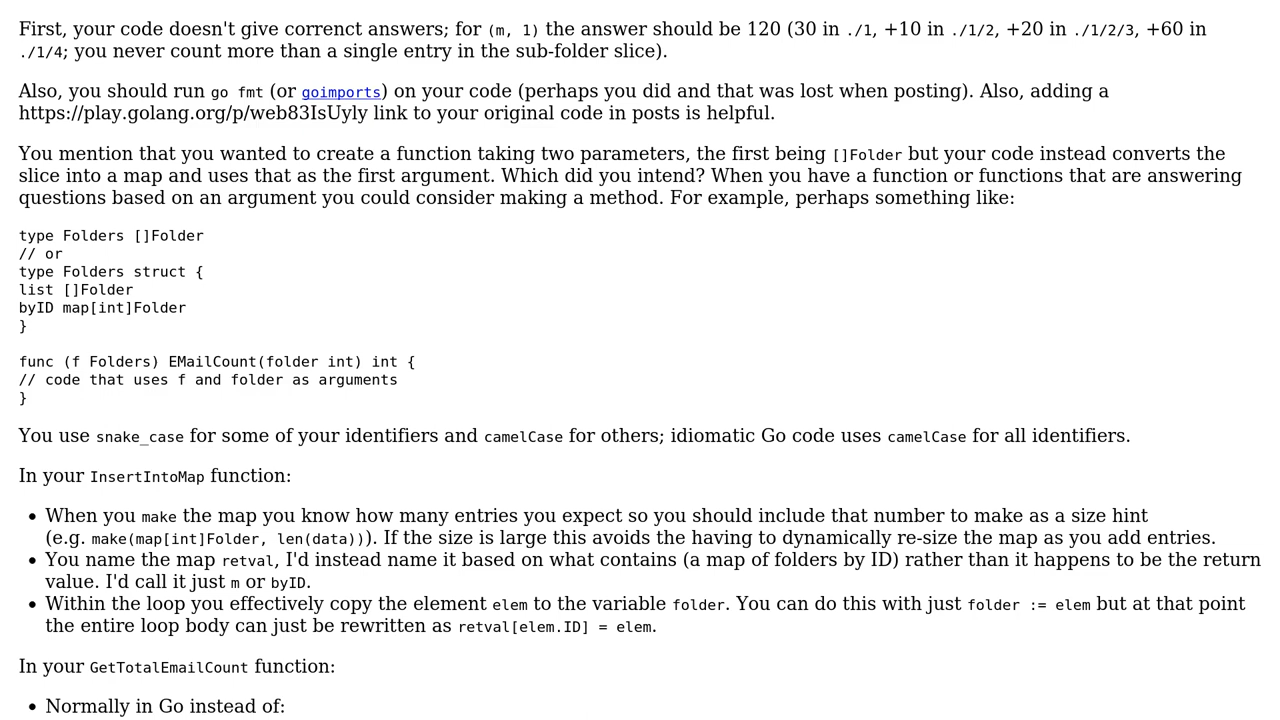 First, your code doesn't give corrent answers; for (m, 1) the answer should be 120 (30 in ./1, +10 in ./1/2, +20 in ./1/2/3, +60 in
./1/4; you never count more than a single entry in the sub-folder slice).
Also, you should run go fmt (or goimports) on your code (perhaps you did and that was lost when posting). Also, adding a
https://play.golang.org/p/web83IsUyly link to your original code in posts is helpful.
You mention that you wanted to create a function taking two parameters, the first being []Folder but your code instead converts the
slice into a map and uses that as the first argument. Which did you intend? When you have a function or functions that are answering
questions based on an argument you could consider making a method. For example, perhaps something like:
type Folders []Folder
// or
type Folders struct {
list []Folder
byID map[int]Folder
}
func (f Folders) EMailCount(folder int) int {
// code that uses f and folder as arguments
}
You use snake_case for some of your identifiers and camelCase for others; idiomatic Go code uses camelCase for all identifiers.
In your InsertIntoMap function:
• When you make the map you know how many entries you expect so you should include that number to make as a size hint
(e.g. make(map[int]Folder, len(data))). If the size is large this avoids the having to dynamically re-size the map as you add entries.
• You name the map retval, I'd instead name it based on what contains (a map of folders by ID) rather than it happens to be the return
value. I'd call it just m or byID.
• Within the loop you effectively copy the element elem to the variable folder. You can do this with just folder := elem but at that point
the entire loop body can just be rewritten as retval[elem.ID] = elem.
In your GetTotalEmailCount function:
• Normally in Go instead of: